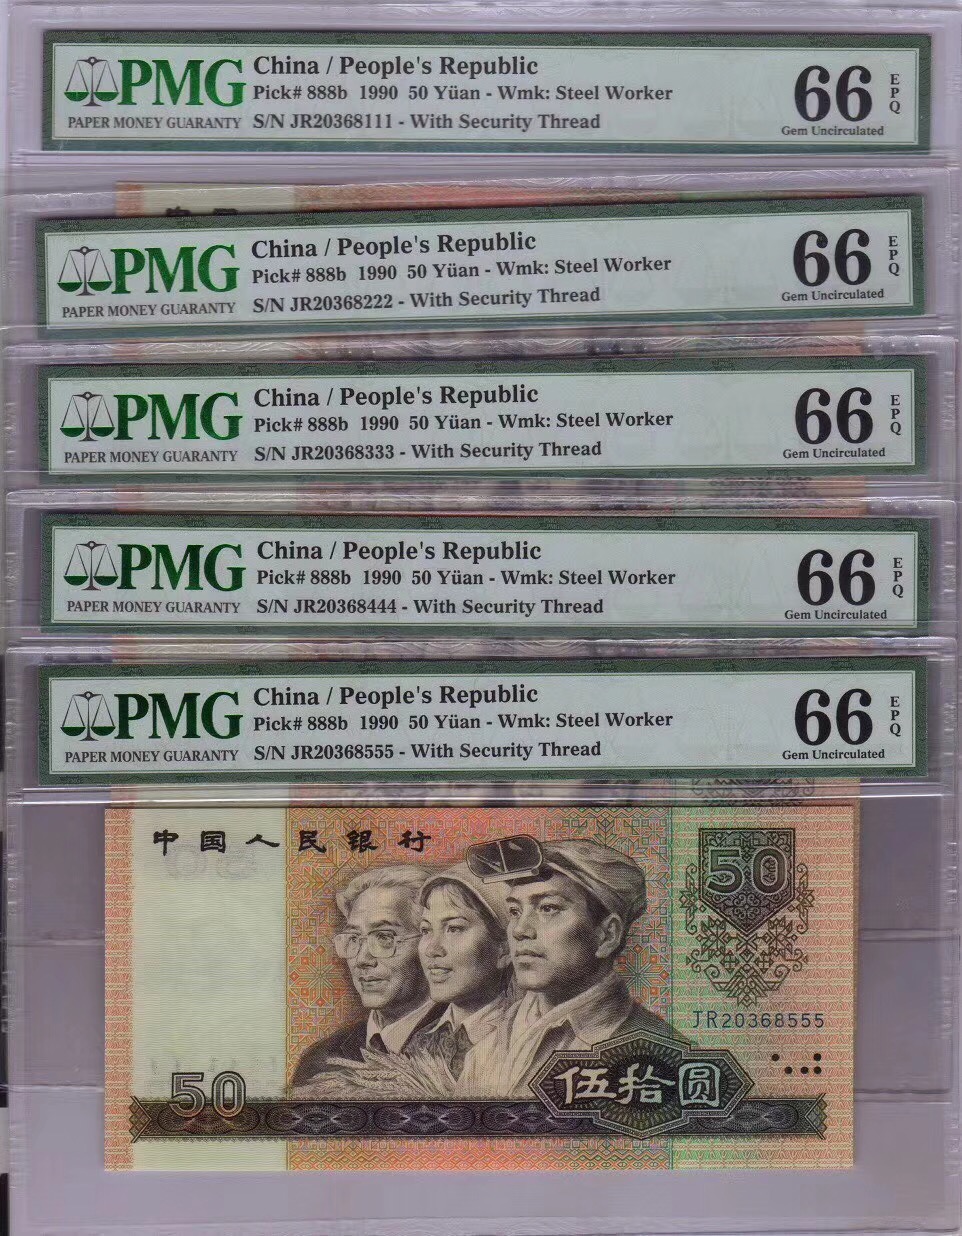 PMG
PAPER MONEY GUARANTY
China / People's Republic
Pick# 888b 1990 50 Yüan - Wmk: Steel Worker
S/N JR20368111 - With Security Thread
66
EPQ
Gem Uncirculated
PMG
PAPER MONEY GUARANTY
China / People's Republic
Pick# 888b 1990 50 Yüan - Wmk: Steel Worker
S/N JR20368222 - With Security Thread
66
EPQ
Gem Uncirculated
PMG
PAPER MONEY GUARANTY
China / People's Republic
Pick# 888b 1990 50 Yüan - Wmk: Steel Worker
S/N JR20368333 - With Security Thread
66
EPQ
Gem Uncirculated
PMG
PAPER MONEY GUARANTY
China / People's Republic
Pick# 888b 1990 50 Yüan - Wmk: Steel Worker
S/N JR20368444 - With Security Thread
66
EPQ
Gem Uncirculated
PMG
PAPER MONEY GUARANTY
China / People's Republic
Pick# 888b 1990 50 Yüan - Wmk: Steel Worker
S/N JR20368555 - With Security Thread
66
EPQ
Gem Uncirculated
中国人民银行
50
JR20368555
50
伍拾圆